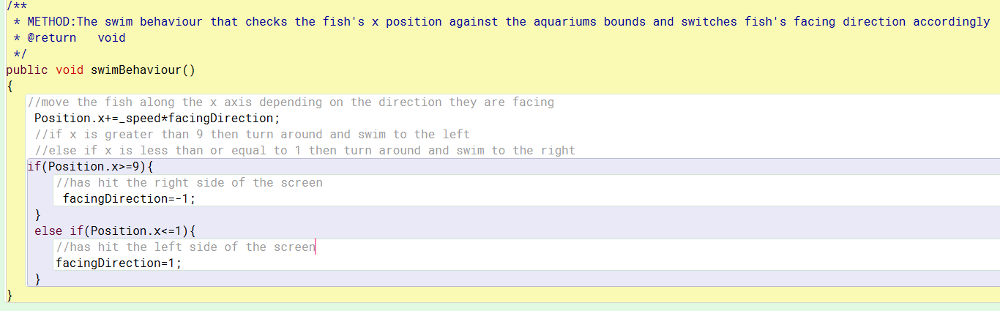 /**
 * METHOD:The swim behaviour that checks the fish's x position against the aquariums bounds and switches fish's facing direction accordingly
 * @return   void
 */
public void swimBehaviour()
{
   //move the fish along the x axis depending on the direction they are facing
    Position.x+=_speed*facingDirection;
    //if x is greater than 9 then turn around and swim to the left
    //else if x is less than or equal to 1 then turn around and swim to the right
   if(Position.x>=9){
       //has hit the right side of the screen
        facingDirection=-1;
    }
    else if(Position.x<=1){
       //has hit the left side of the screen
       facingDirection=1;
    }
}